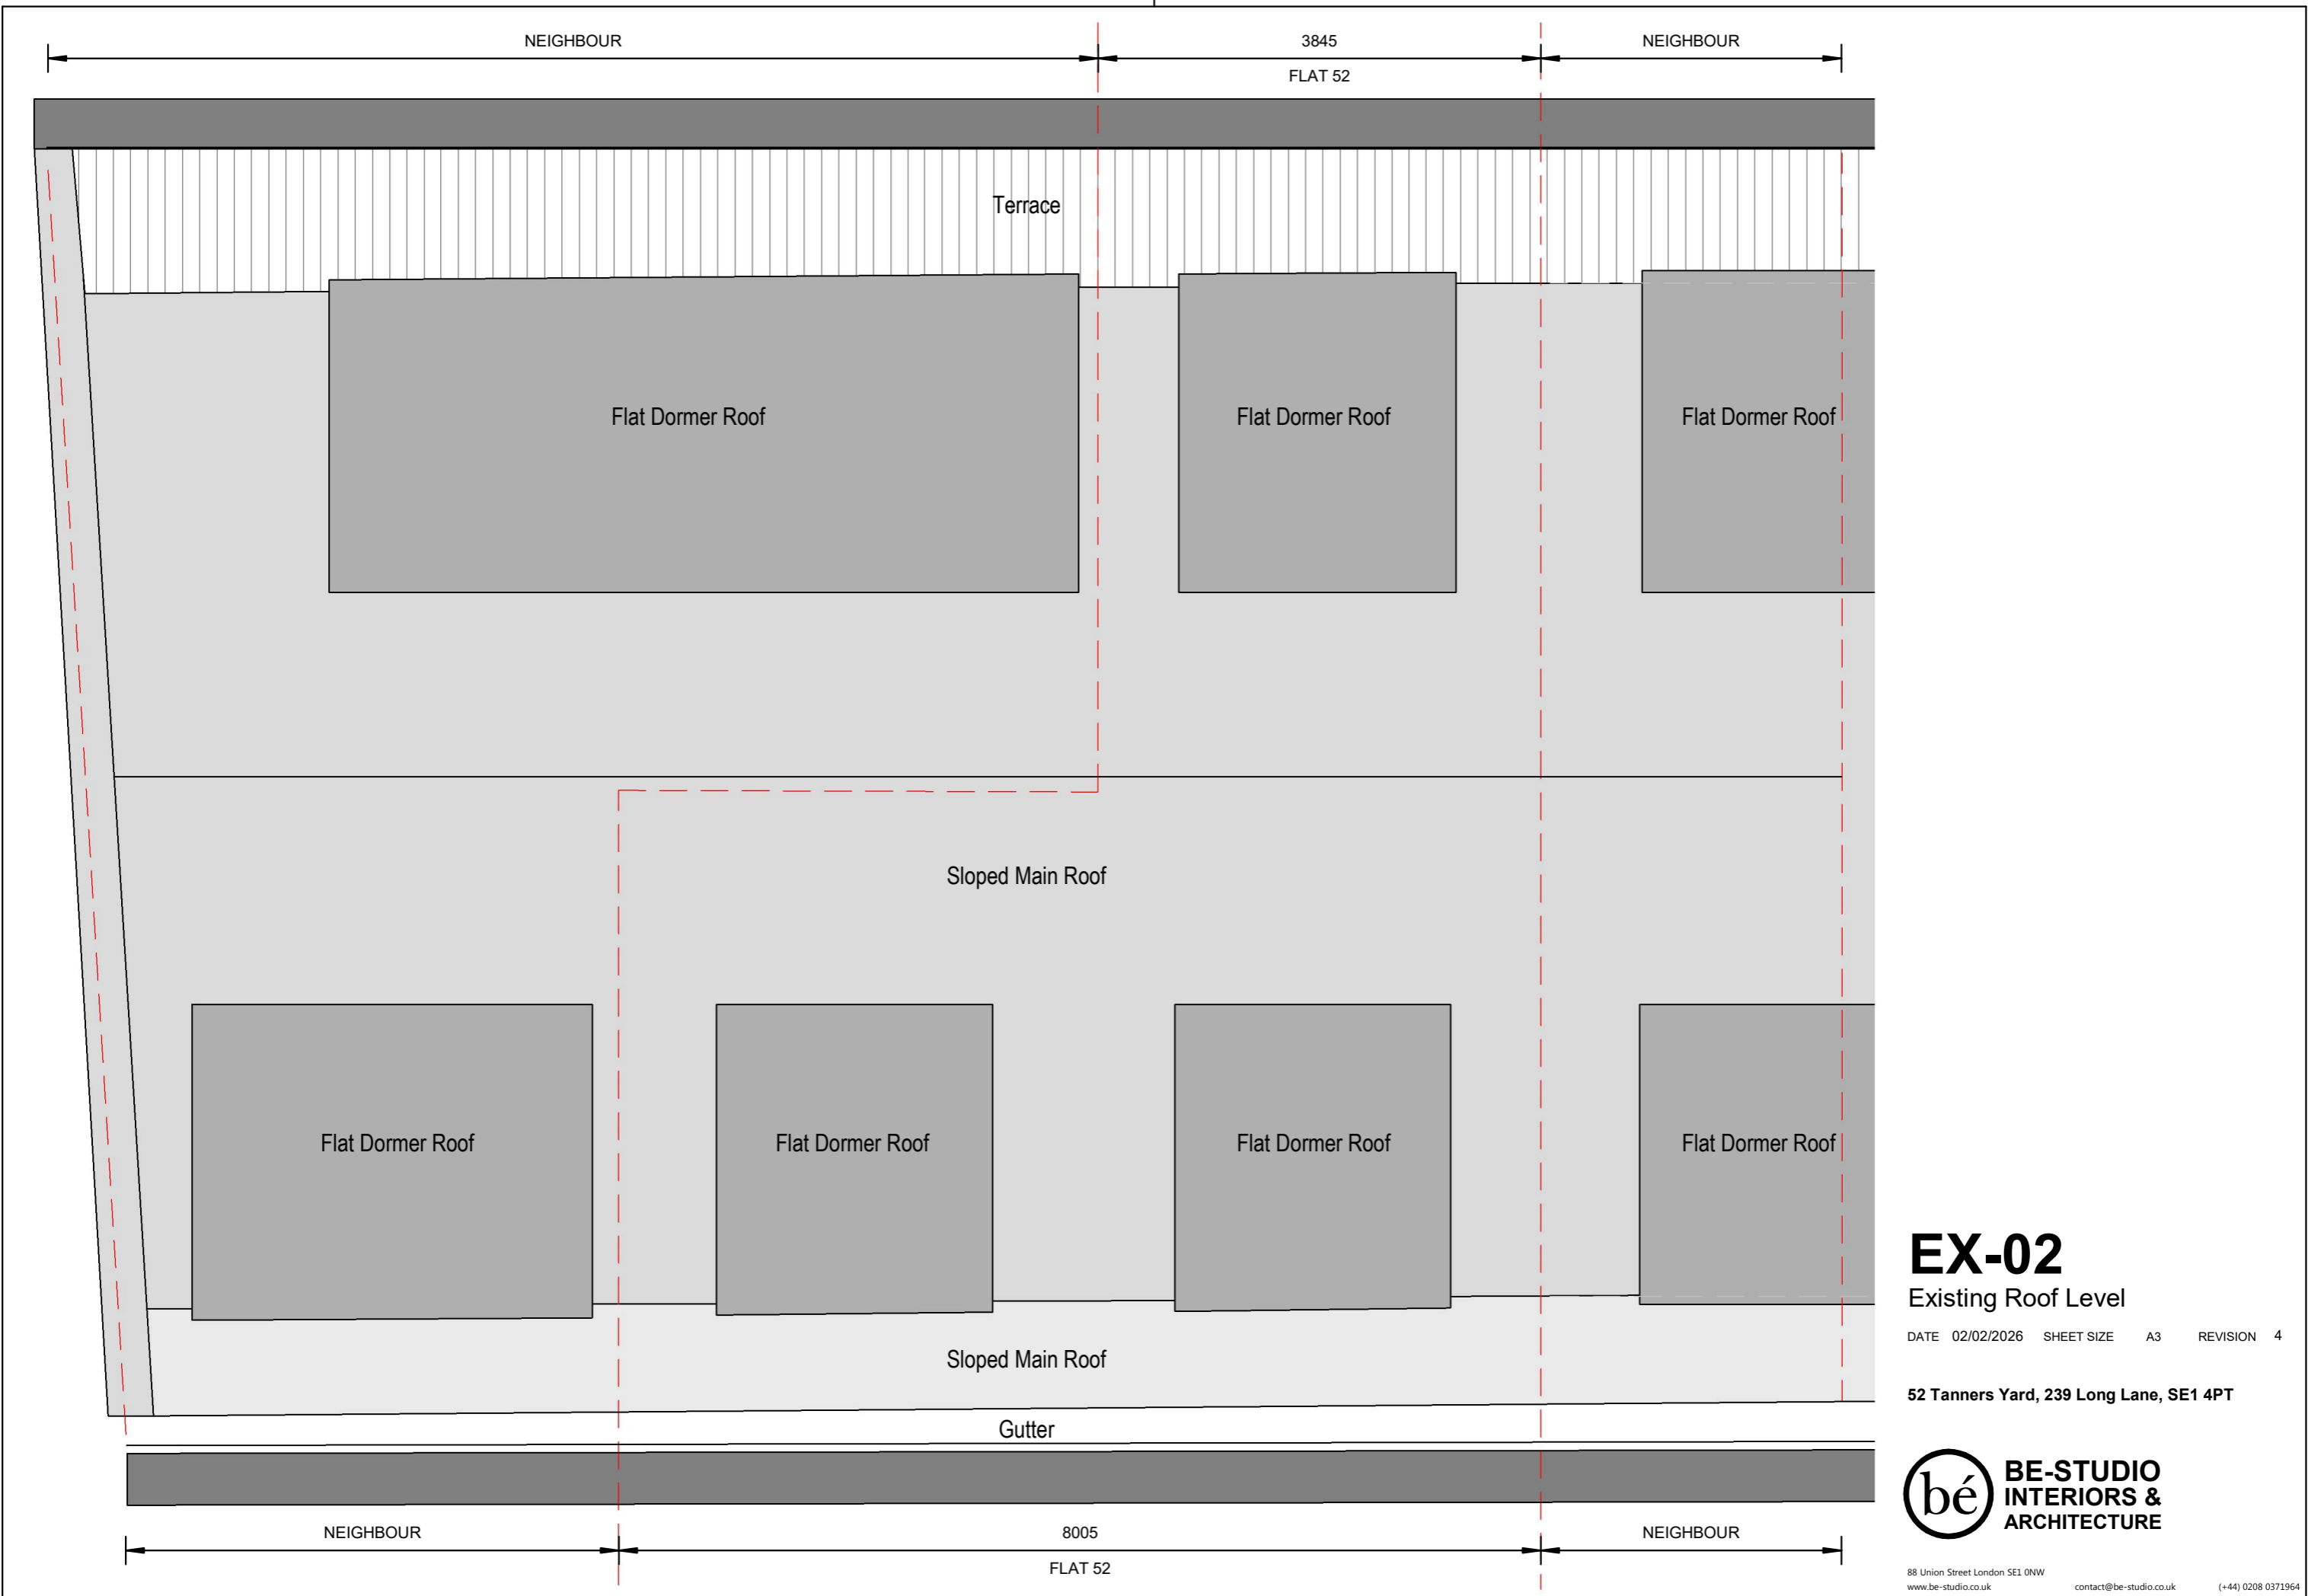 NEIGHBOUR 3845 NEIGHBOUR
FLAT 52
Terrace
Flat Dormer Roof Flat Dormer Roof Flat Dormer Roof
Sloped Main Roof
Flat Dormer Roof Flat Dormer Roof Flat Dormer Roof Flat Dormer Roof
Sloped Main Roof
Gutter
NEIGHBOUR 8005 NEIGHBOUR
FLAT 52
EX-02
Existing Roof Level
DATE 02/02/2026 SHEET SIZE A3 REVISION 4
52 Tanners Yard, 239 Long Lane, SE1 4PT
bé
BE-STUDIO
INTERIORS &
ARCHITECTURE
88 Union Street London SE1 0NW
www.be-studio.co.uk contact@be-studio.co.uk (+44) 0208 0371964